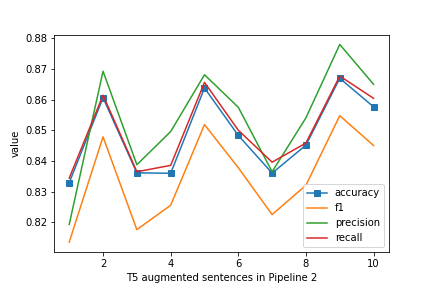 0.88
0.87
0.86
0.85
0.84
0.83
0.82
value
accuracy
f1
precision
recall
2 4 6 8 10
T5 augmented sentences in Pipeline 2